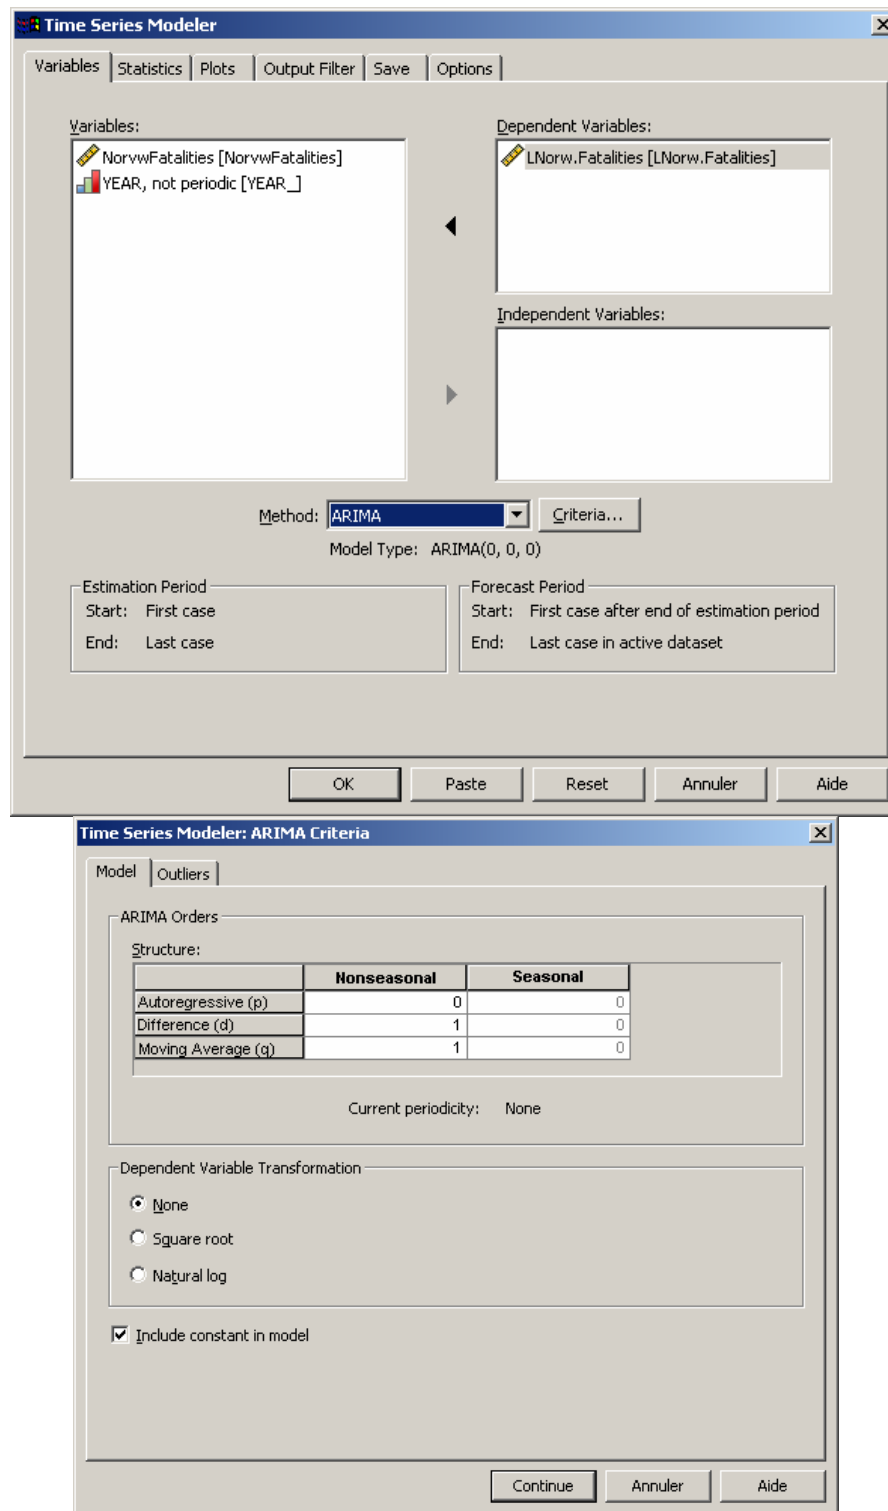 Time Series Modeler
Variables Statistics Plots Output Filter Save Options
Variables:
NorvwFatalities [NorvwFatalities]
YEAR, not periodic [YEAR_]
Dependent Variables:
LNorw.Fatalities [LNorw.Fatalities]
Independent Variables:
Method: ARIMA Criteria...
Model Type: ARIMA(0, 0, 0)
Estimation Period
Start: First case
End: Last case
Forecast Period
Start: First case after end of estimation period
End: Last case in active dataset
OK Paste Reset Annuler Aide
Time Series Modeler: ARIMA Criteria
Model Outliers
ARIMA Orders
Structure:
Nonseasonal Seasonal
Autoregressive (p) 0 0
Difference (d) 1 0
Moving Average (q) 1 0
Current periodicity: None
Dependent Variable Transformation
None
Square root
Natural log
Include constant in model
Continue Annuler Aide